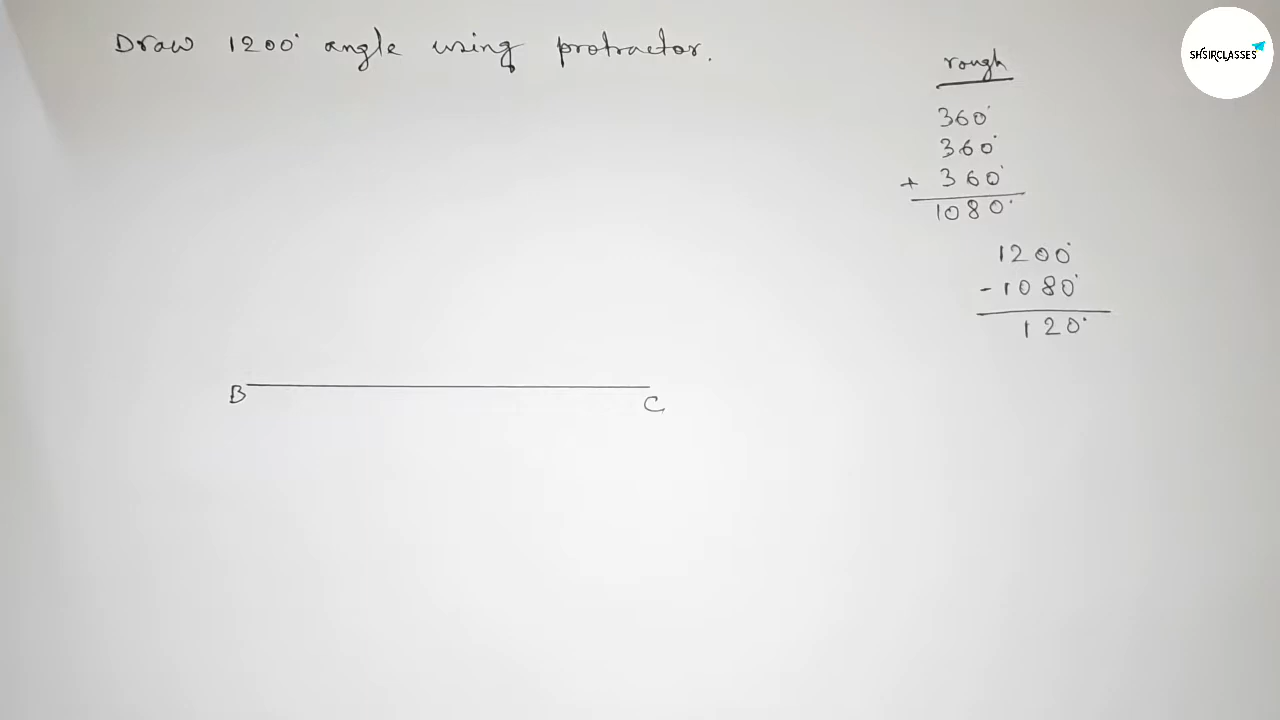 Draw 1200° angle using protractor.
SHSIRCLASSES
rough
360°
360°
+ 360°
1080°
1200°
-1080°
120°
B
C